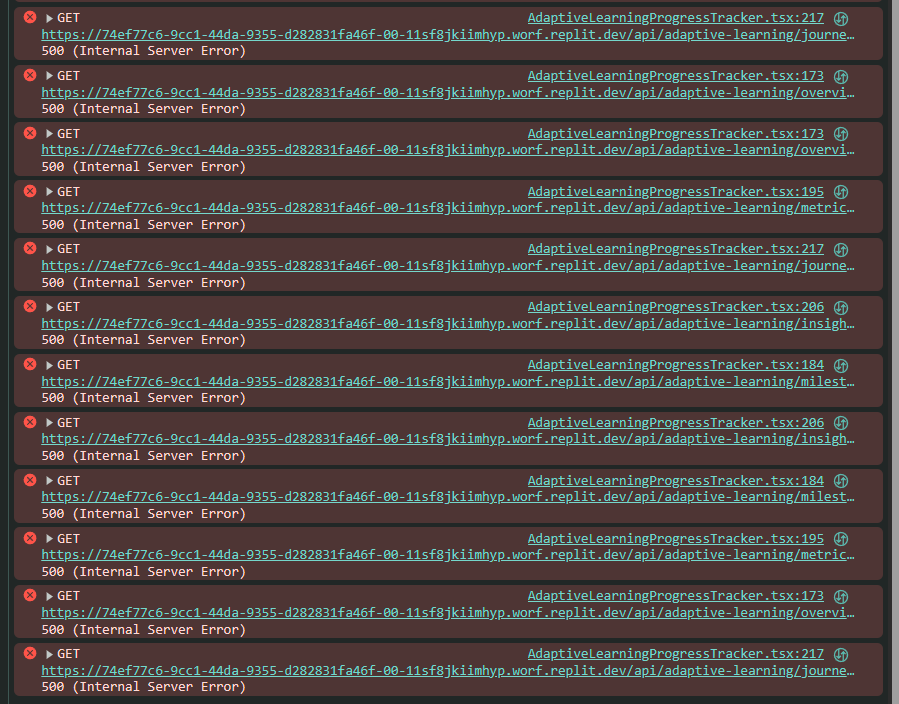 GET AdaptiveLearningProgressTracker.tsx:217
https://74ef77c6-9cc1-44da-9355-d282831fa46f-00-11sf8jkiimhyp.worf.replit.dev/api/adaptive-learning/journe…
500 (Internal Server Error)
GET AdaptiveLearningProgressTracker.tsx:173
https://74ef77c6-9cc1-44da-9355-d282831fa46f-00-11sf8jkiimhyp.worf.replit.dev/api/adaptive-learning/overvi…
500 (Internal Server Error)
GET AdaptiveLearningProgressTracker.tsx:173
https://74ef77c6-9cc1-44da-9355-d282831fa46f-00-11sf8jkiimhyp.worf.replit.dev/api/adaptive-learning/overvi…
500 (Internal Server Error)
GET AdaptiveLearningProgressTracker.tsx:195
https://74ef77c6-9cc1-44da-9355-d282831fa46f-00-11sf8jkiimhyp.worf.replit.dev/api/adaptive-learning/metric…
500 (Internal Server Error)
GET AdaptiveLearningProgressTracker.tsx:217
https://74ef77c6-9cc1-44da-9355-d282831fa46f-00-11sf8jkiimhyp.worf.replit.dev/api/adaptive-learning/journe…
500 (Internal Server Error)
GET AdaptiveLearningProgressTracker.tsx:206
https://74ef77c6-9cc1-44da-9355-d282831fa46f-00-11sf8jkiimhyp.worf.replit.dev/api/adaptive-learning/insigh…
500 (Internal Server Error)
GET AdaptiveLearningProgressTracker.tsx:184
https://74ef77c6-9cc1-44da-9355-d282831fa46f-00-11sf8jkiimhyp.worf.replit.dev/api/adaptive-learning/milest…
500 (Internal Server Error)
GET AdaptiveLearningProgressTracker.tsx:206
https://74ef77c6-9cc1-44da-9355-d282831fa46f-00-11sf8jkiimhyp.worf.replit.dev/api/adaptive-learning/insigh…
500 (Internal Server Error)
GET AdaptiveLearningProgressTracker.tsx:184
https://74ef77c6-9cc1-44da-9355-d282831fa46f-00-11sf8jkiimhyp.worf.replit.dev/api/adaptive-learning/milest…
500 (Internal Server Error)
GET AdaptiveLearningProgressTracker.tsx:195
https://74ef77c6-9cc1-44da-9355-d282831fa46f-00-11sf8jkiimhyp.worf.replit.dev/api/adaptive-learning/metric…
500 (Internal Server Error)
GET AdaptiveLearningProgressTracker.tsx:173
https://74ef77c6-9cc1-44da-9355-d282831fa46f-00-11sf8jkiimhyp.worf.replit.dev/api/adaptive-learning/overvi…
500 (Internal Server Error)
GET AdaptiveLearningProgressTracker.tsx:217
https://74ef77c6-9cc1-44da-9355-d282831fa46f-00-11sf8jkiimhyp.worf.replit.dev/api/adaptive-learning/journe…
500 (Internal Server Error)